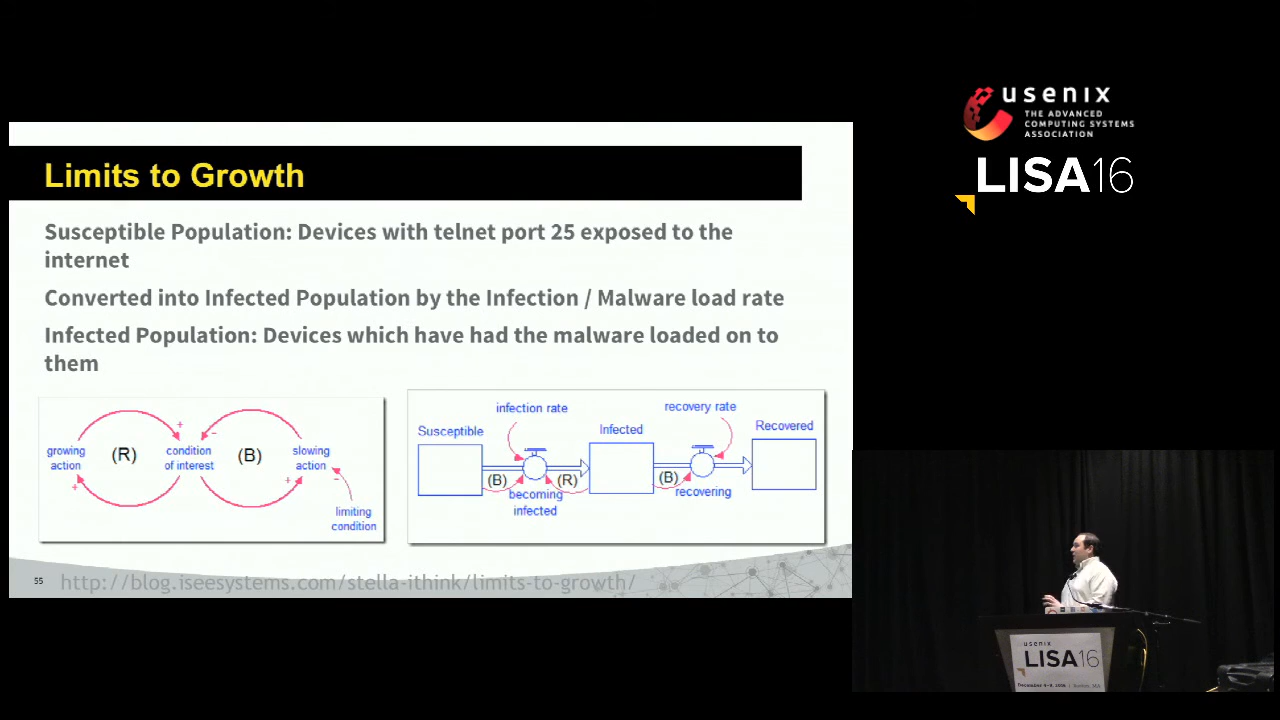 usenix
THE ADVANCED
COMPUTING SYSTEMS
ASSOCIATION
LISA16
Limits to Growth
Susceptible Population: Devices with telnet port 25 exposed to the
internet
Converted into Infected Population by the Infection / Malware load rate
Infected Population: Devices which have had the malware loaded on to
them
growing
action
(R)
condition
of interest
(B)
slowing
action
limiting
condition
+
-
+
+
-
infection rate
recovery rate
Susceptible
Infected
Recovered
(B)
(R)
(B)
becoming
infected
recovering
55
http://blog.iseesystems.com/stella-ithink/limits-to-growth/
usenix
LISA16